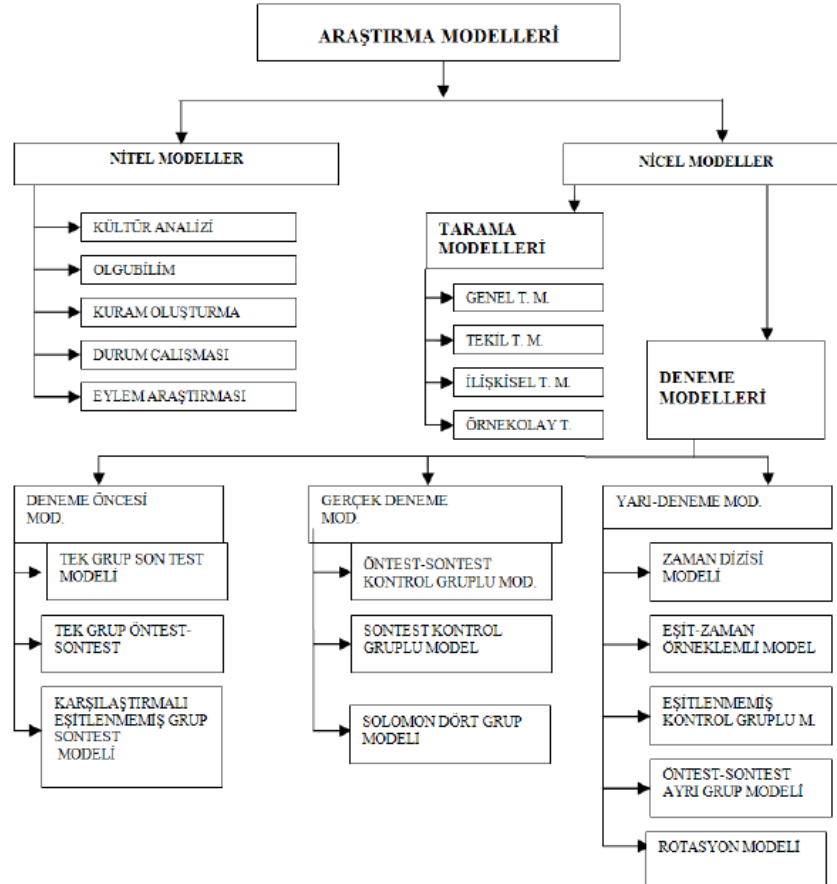 ARAŞTIRMA MODELLERİ
NİTEL MODELLER
NİCEL MODELLER
KÜLTÜR ANALİZİ
OLGUBİLİM
KURAM OLUŞTURMA
DURUM ÇALIŞMASI
EYLEM ARAŞTIRMASI
TARAMA
MODELLERİ
GENEL T. M.
TEKİL T. M.
İLİŞKİSEL T. M.
ÖRNEKOLAY T.
DENEME
MODELLERİ
DENEME ÖNCESİ
MOD.
TEK GRUP SON TEST
MODELİ
TEK GRUP ÖNTEST-
SONTEST
KARŞILAŞTIRMALI
EŞİTLENMEMİŞ GRUP
SONTEST
MODELİ
GERÇEK DENEME
MOD.
ÖNTEST-SONTEST
KONTROL GRUPLU MOD.
SONTEST KONTROL
GRUPLU MODEL
SOLOMON DÖRT GRUP
MODELİ
YARI-DENEME MOD.
ZAMAN DİZİSİ
MODELİ
EŞİT-ZAMAN
ÖRNEKLEMLİ MODEL
EŞİTLENMEMİŞ
KONTROL GRUPLU M.
ÖNTEST-SONTEST
AYRI GRUP MODELİ
ROTASYON MODELİ